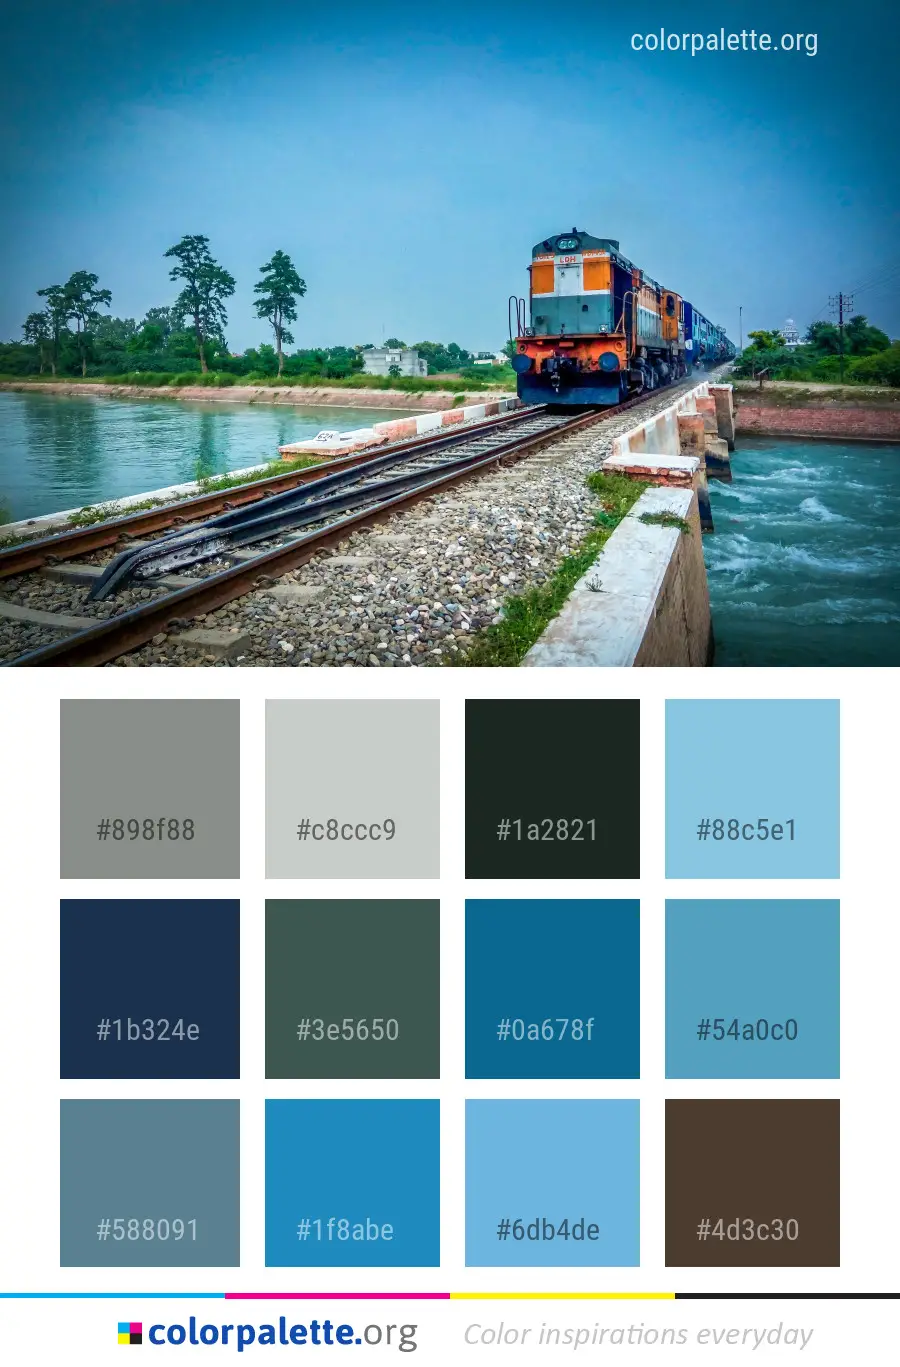 colorpalette.org
LDH
#898f88
#c8ccc9
#1a2821
#88c5e1
#1b324e
#3e5650
#0a678f
#54a0c0
#588091
#1f8abe
#6db4de
#4d3c30
colorpalette.org
Color inspirations everyday